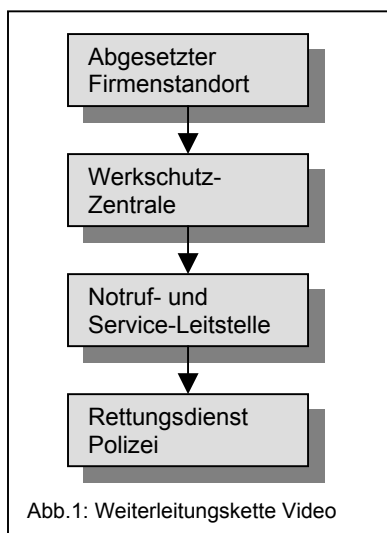 Abgesetzter
Firmenstandort
Werkschutz-
Zentrale
Notruf- und
Service-Leitstelle
Rettungsdienst
Polizei
Abb.1: Weiterleitungskette Video